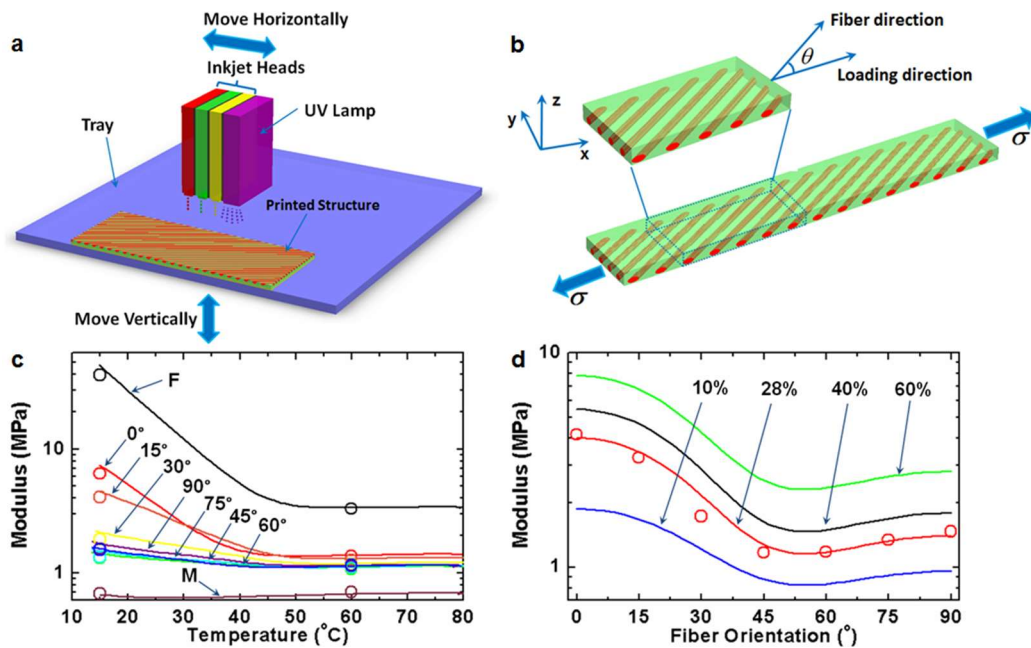 a
Move Horizontally
Inkjet Heads
UV Lamp
Tray
Printed Structure
Move Vertically
b
Fiber direction
θ
Loading direction
z
y
x
σ
σ
c
Modulus (MPa)
10
1
F
0°
15°
30°
90°
75°
45°
60°
M
10 20 30 40 50 60 70 80
Temperature (°C)
d
Modulus (MPa)
10
1
10%
28%
40%
60%
0 15 30 45 60 75 90
Fiber Orientation (°)